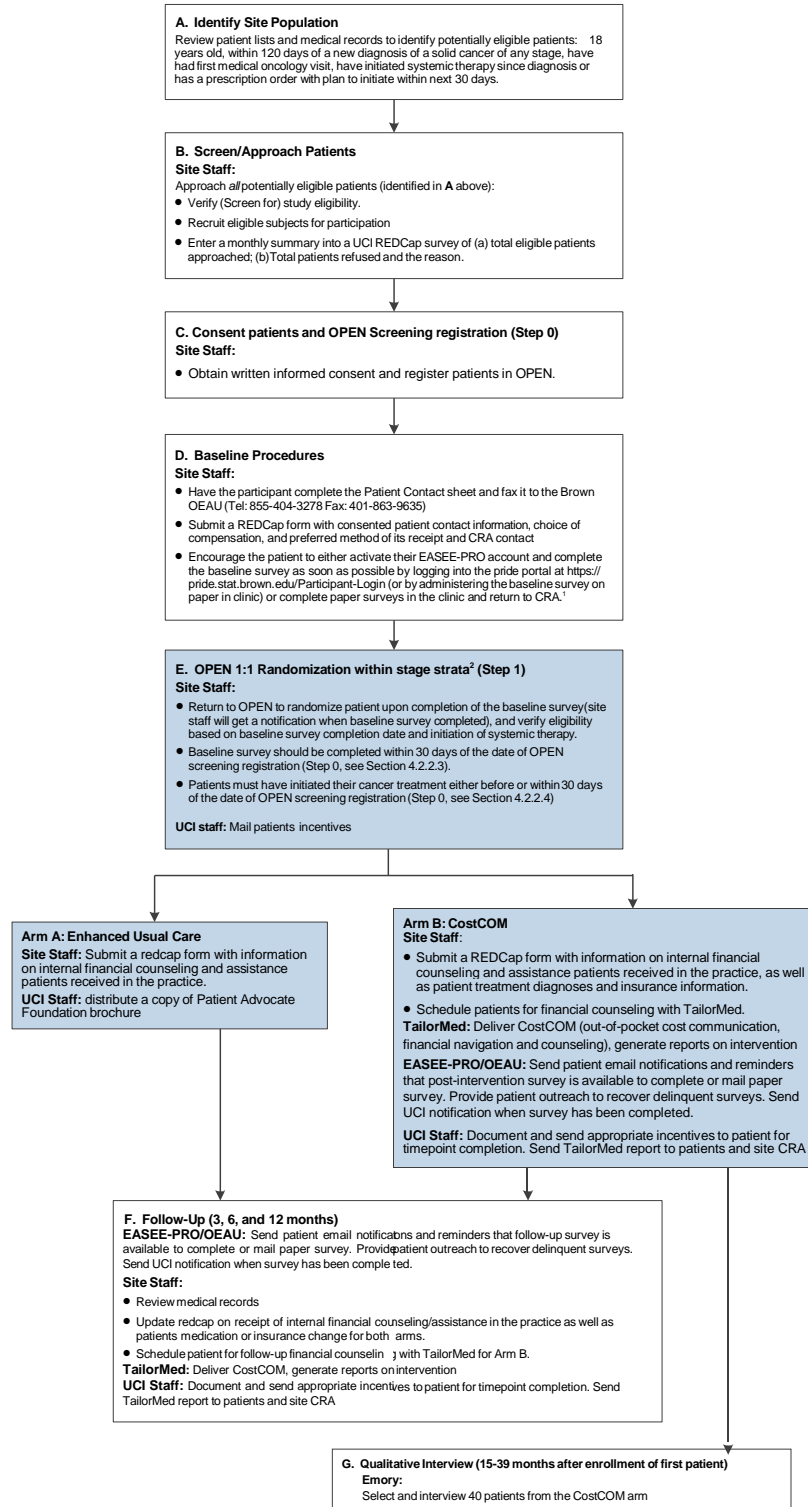 A. Identify Site Population
Review patient lists and medical records to identify potentially eligible patients: 18
years old, within 120 days of a new diagnosis of a solid cancer of any stage, have
had first medical oncology visit, have initiated systemic therapy since diagnosis or
has a prescription order with plan to initiate within next 30 days.
B. Screen/Approach Patients
Site Staff:
Approach all potentially eligible patients (identified in A above):
● Verify (Screen for) study eligibility.
● Recruit eligible subjects for participation
● Enter a monthly summary into a UCI REDCap survey of (a) total eligible patients
approached; (b)Total patients refused and the reason.
C. Consent patients and OPEN Screening registration (Step 0)
Site Staff:
● Obtain written informed consent and register patients in OPEN.
D. Baseline Procedures
Site Staff:
● Have the participant complete the Patient Contact sheet and fax it to the Brown
OEAU (Tel: 855-404-3278 Fax: 401-863-9635)
● Submit a REDCap form with consented patient contact information, choice of
compensation, and preferred method of its receipt and CRA contact
● Encourage the patient to either activate their EASEE-PRO account and complete
the baseline survey as soon as possible by logging into the pride portal at https://
pride.stat.brown.edu/Participant-Login (or by administering the baseline survey on
paper in clinic) or complete paper surveys in the clinic and return to CRA.¹
E. OPEN 1:1 Randomization within stage strata² (Step 1)
Site Staff:
● Return to OPEN to randomize patient upon completion of the baseline survey(site
staff will get a notification when baseline survey completed), and verify eligibility
based on baseline survey completion date and initiation of systemic therapy.
● Baseline survey should be completed within 30 days of the date of OPEN
screening registration (Step 0, see Section 4.2.2.3).
● Patients must have initiated their cancer treatment either before or within 30 days
of the date of OPEN screening registration (Step 0, see Section 4.2.2.4)
UCI staff: Mail patients incentives
Arm A: Enhanced Usual Care
Site Staff: Submit a redcap form with information
on internal financial counseling and assistance
patients received in the practice.
UCI Staff: distribute a copy of Patient Advocate
Foundation brochure
Arm B: CostCOM
Site Staff:
● Submit a REDCap form with information on internal financial
counseling and assistance patients received in the practice, as well
as patient treatment diagnoses and insurance information.
● Schedule patients for financial counseling with TailorMed.
TailorMed: Deliver CostCOM (out-of-pocket cost communication,
financial navigation and counseling), generate reports on intervention
EASEE-PRO/OEAU: Send patient email notifications and reminders
that post-intervention survey is available to complete or mail paper
survey. Provide patient outreach to recover delinquent surveys. Send
UCI notification when survey has been completed.
UCI Staff: Document and send appropriate incentives to patient for
timepoint completion. Send TailorMed report to patients and site CRA
F. Follow-Up (3, 6, and 12 months)
EASEE-PRO/OEAU: Send patient email notifications and reminders that follow-up survey is
available to complete or mail paper survey. Provide patient outreach to recover delinquent surveys.
Send UCI notification when survey has been comple ted.
Site Staff:
● Review medical records
● Update redcap on receipt of internal financial counseling/assistance in the practice as well as
patients medication or insurance change for both arms.
● Schedule patient for follow-up financial counseling with TailorMed for Arm B.
TailorMed: Deliver CostCOM, generate reports on intervention
UCI Staff: Document and send appropriate incentives to patient for timepoint completion. Send
TailorMed report to patients and site CRA
G. Qualitative Interview (15-39 months after enrollment of first patient)
Emory:
Select and interview 40 patients from the CostCOM arm